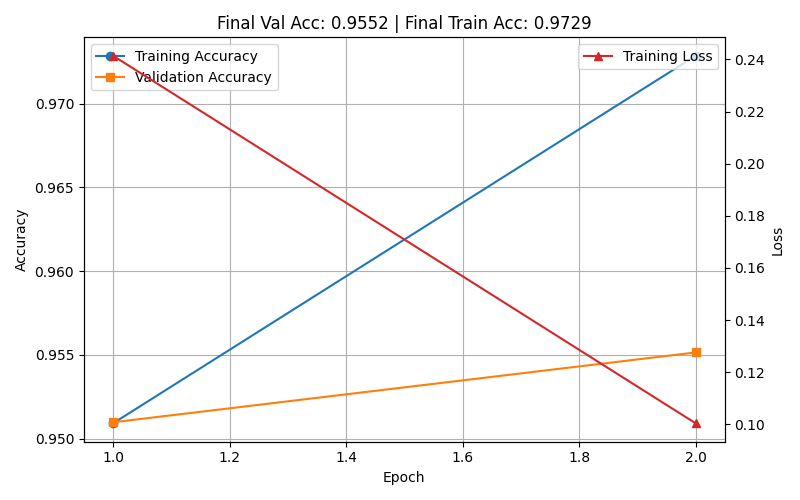 Final Val Acc: 0.9552 | Final Train Acc: 0.9729
Training Accuracy
Validation Accuracy
Training Loss
0.970
0.965
0.960
0.955
0.950
Accuracy
0.24
0.22
0.20
0.18
0.16
0.14
0.12
0.10
Loss
1.0 1.2 1.4 1.6 1.8 2.0
Epoch